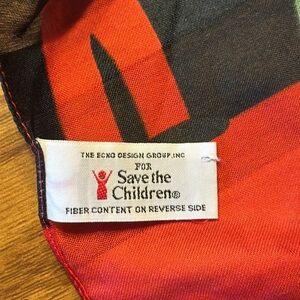 THE ECHO DESIGN GROUP, INC
FOR
Save the
Children®
FIBER CONTENT ON REVERSE SIDE